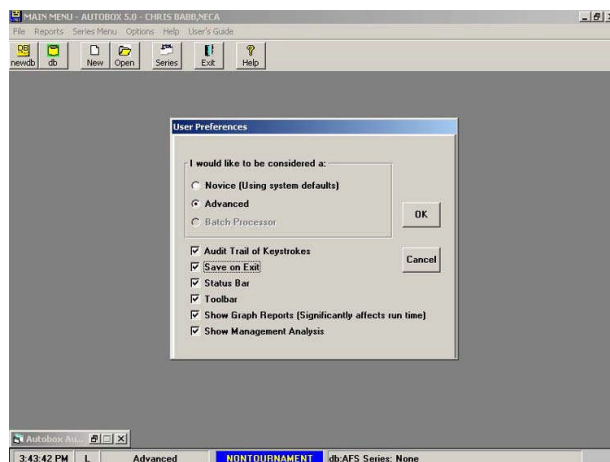 MAIN MENU - AUTOBOX 5.0 - CHRIS BABB,NECA
File Reports Series Menu Options Help User's Guide
newdb db New Open Series Exit Help
User Preferences
I would like to be considered a:
Novice (Using system defaults)
Advanced
Batch Processor
OK
Audit Trail of Keystrokes
Cancel
Save on Exit
Status Bar
Toolbar
Show Graph Reports (Significantly affects run time)
Show Management Analysis
Autobox Au...
3:43:42 PM L Advanced NONTOURNAMENT db:AFS Series: None